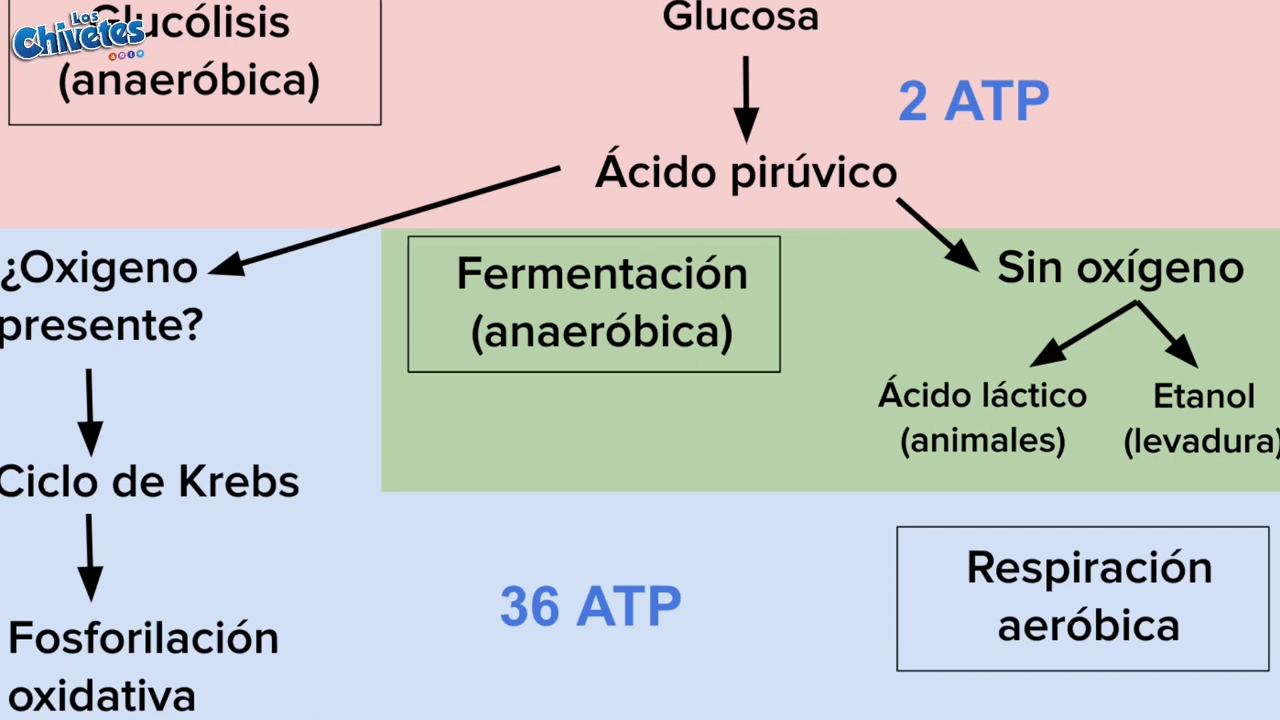 Los
Chivetes
Glucólisis
(anaeróbica)
Glucosa
2 ATP
Ácido pirúvico
¿Oxigeno
presente?
Fermentación
(anaeróbica)
Sin oxígeno
Ácido láctico
(animales)
Etanol
(levadura)
Ciclo de Krebs
36 ATP
Respiración
aeróbica
Fosforilación
oxidativa